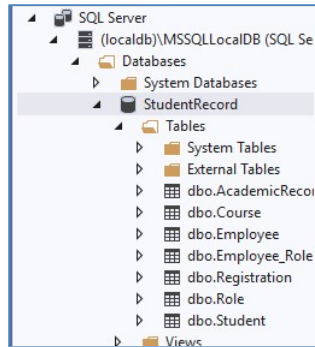 SQL Server
(localdb)\MSSQLLocalDB (SQL Se
Databases
System Databases
StudentRecord
Tables
System Tables
External Tables
dbo.AcademicRecor
dbo.Course
dbo.Employee
dbo.Employee_Role
dbo.Registration
dbo.Role
dbo.Student
Views